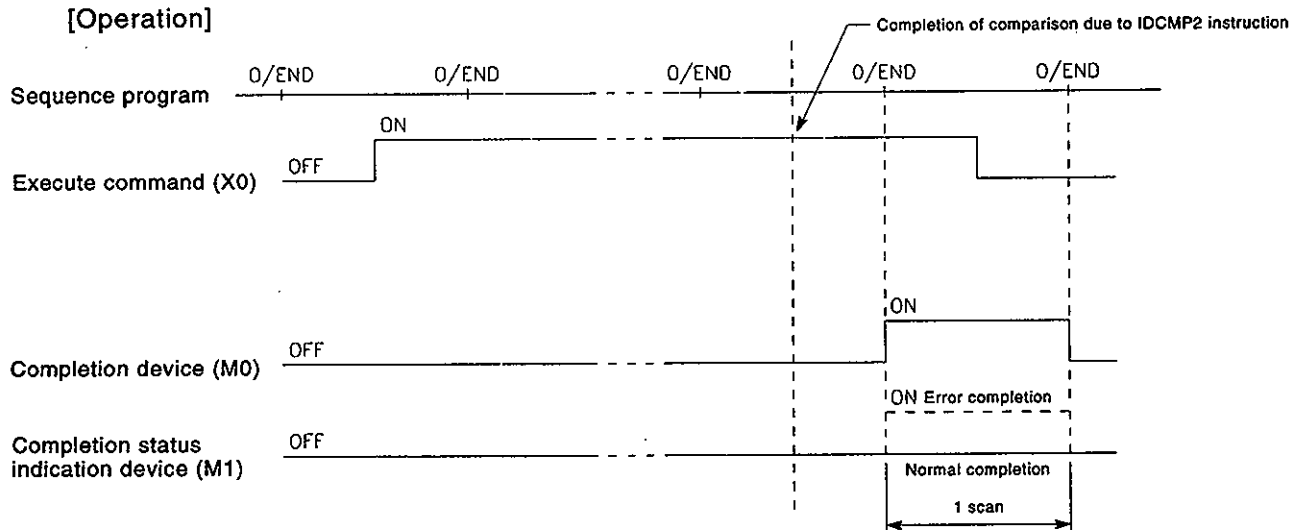 [Operation]
Completion of comparison due to IDCMP2 instruction
0/END 0/END 0/END 0/END 0/END
Sequence program
ON
OFF
Execute command (X0)
ON
OFF
Completion device (M0)
ON Error completion
OFF
Completion status
indication device (M1)
Normal completion
1 scan